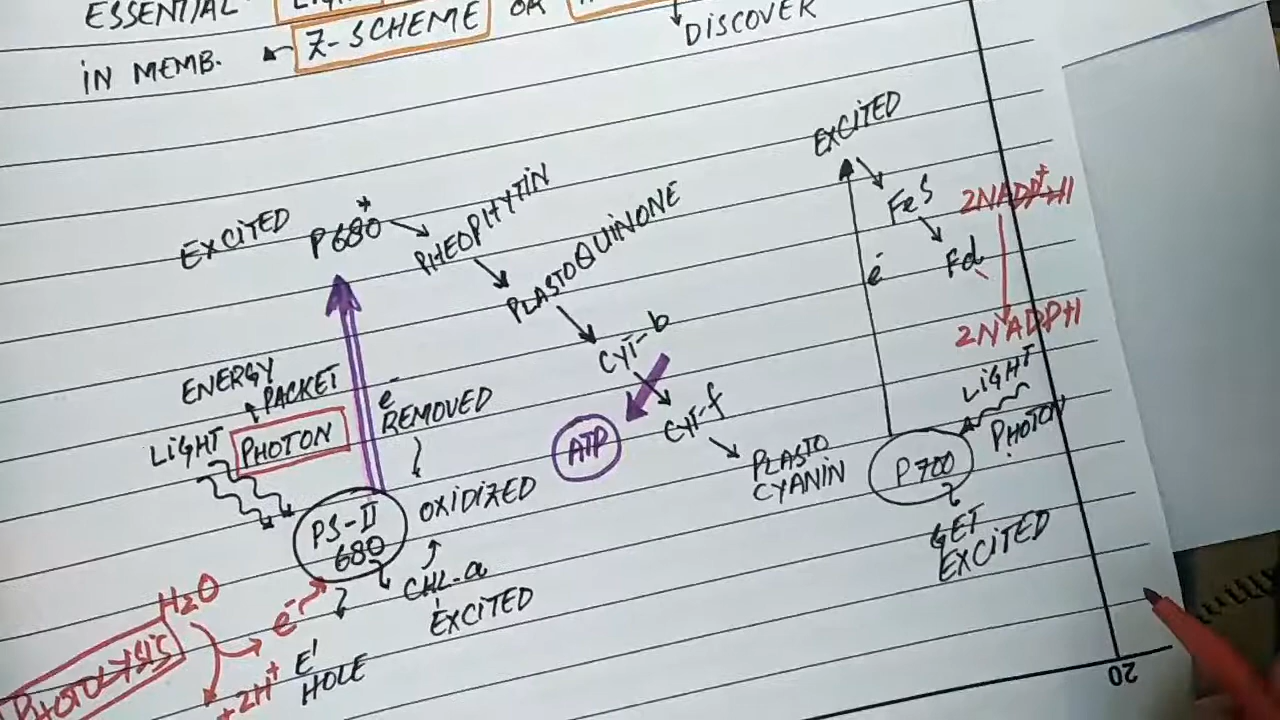 ESSENTIAL
IN MEMB.
Z-SCHEME OR
DISCOVER
EXCITED P680+
PHEOPHYTIN
PLASTOQUINONE
CYT-b
CYT-f
PLASTO
CYANIN
ATP
ENERGY
PACKET
LIGHT PHOTON
e-
REMOVED
OXIDIZED
PS-II
680
CHL-a
EXCITED
H2O
PHOTOLYSIS
e-
+2H+
E'
HOLE
EXCITED
FeS
Fd
e-
2NADP++H
2NADPH
LIGHT
PHOTON
P700
GET
EXCITED
20